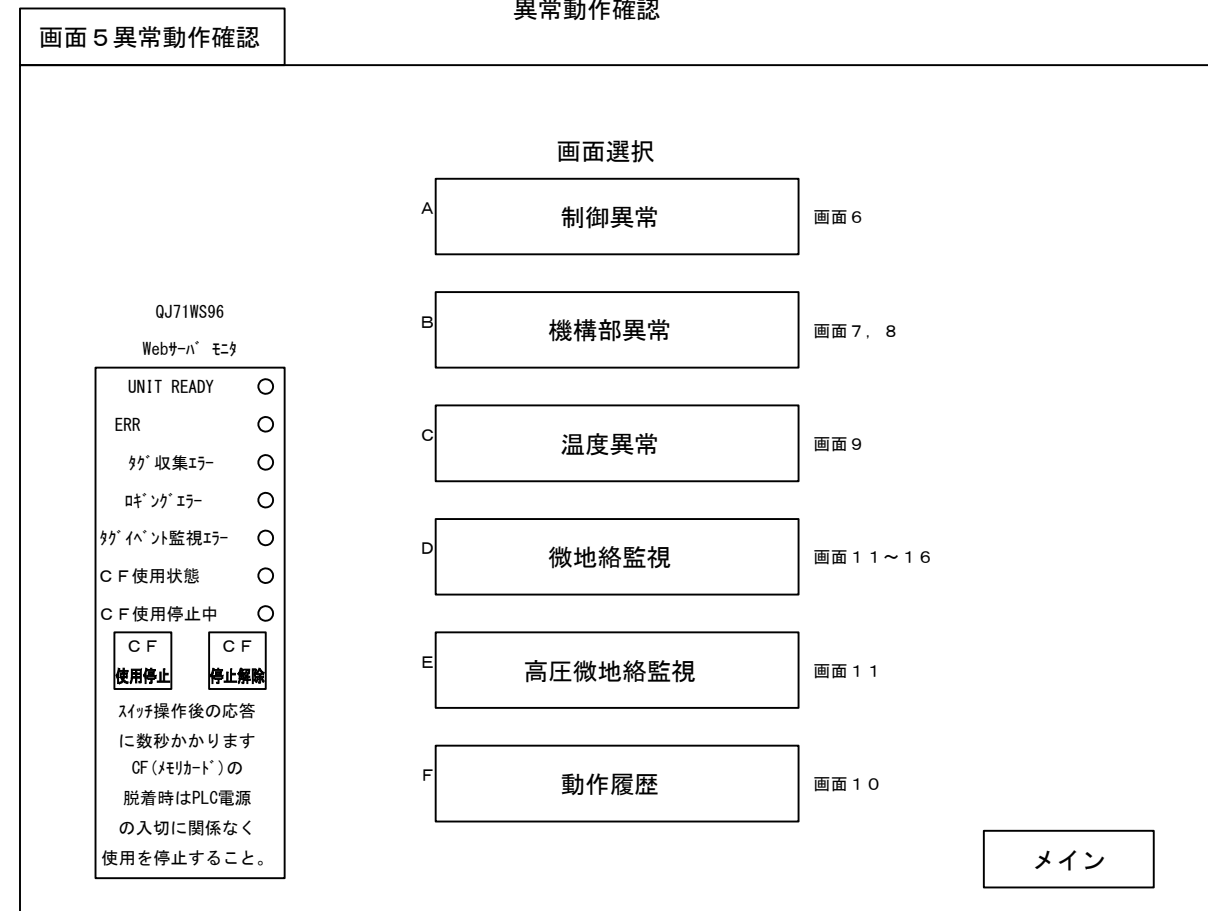 異常動作確認
画面５異常動作確認
画面選択
A 制御異常 画面６
B 機構部異常 画面７，８
C 温度異常 画面９
D 微地絡監視 画面１１～１６
E 高圧微地絡監視 画面１１
F 動作履歴 画面１０
QJ71WS96
Webｻｰﾊﾞ ﾓﾆﾀ
UNIT READY ○
ERR ○
ﾀｸﾞ収集ｴﾗｰ ○
ﾛｷﾞﾝｸﾞｴﾗｰ ○
ﾀｸﾞｲﾍﾞﾝﾄ監視ｴﾗｰ ○
ＣＦ使用状態 ○
ＣＦ使用停止中 ○
ＣＦ ＣＦ
使用停止 停止解除
ｽｲｯﾁ操作後の応答
に数秒かかります
CF(ﾒﾓﾘｶｰﾄﾞ)の
脱着時はPLC電源
の入切に関係なく
使用を停止すること。
メイン